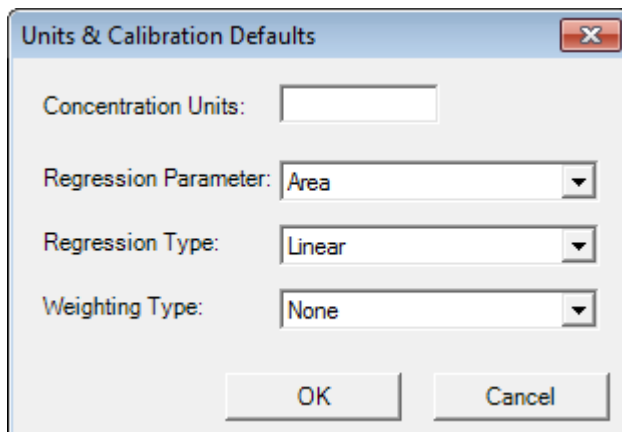 Units & Calibration Defaults
Concentration Units:
Regression Parameter: Area
Regression Type: Linear
Weighting Type: None
OK Cancel